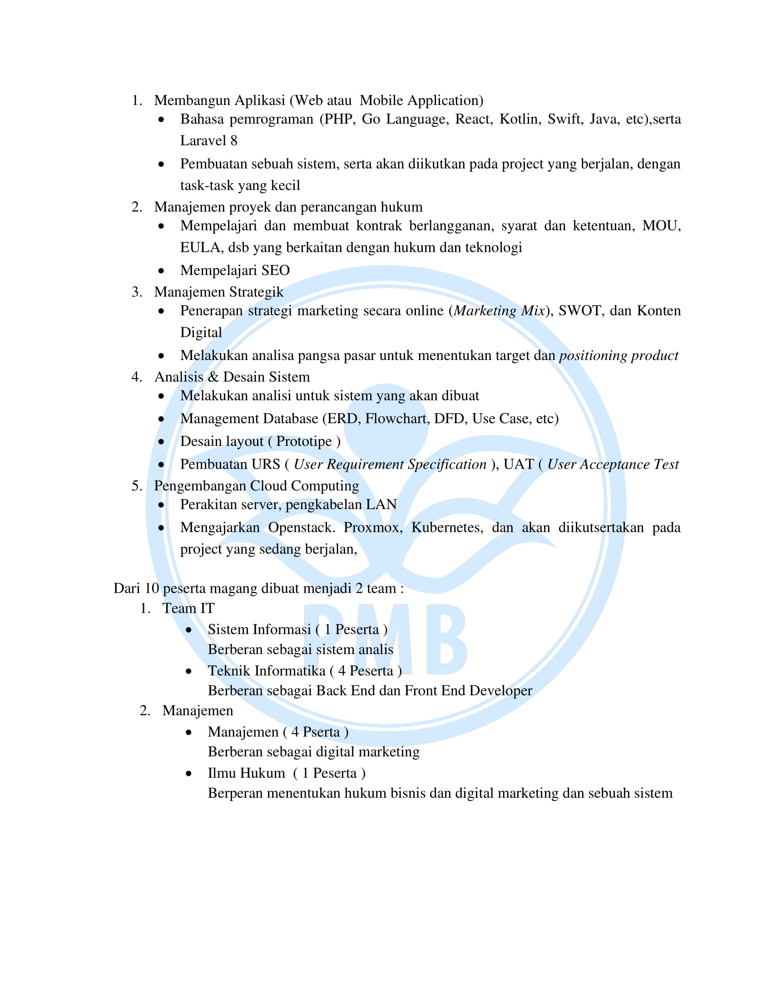 1. Membangun Aplikasi (Web atau  Mobile Application)
• Bahasa pemrograman (PHP, Go Language, React, Kotlin, Swift, Java, etc),serta
Laravel 8
• Pembuatan sebuah sistem, serta akan diikutkan pada project yang berjalan, dengan
task-task yang kecil
2. Manajemen proyek dan perancangan hukum
• Mempelajari dan membuat kontrak berlangganan, syarat dan ketentuan, MOU,
EULA, dsb yang berkaitan dengan hukum dan teknologi
• Mempelajari SEO
3. Manajemen Strategik
• Penerapan strategi marketing secara online (Marketing Mix), SWOT, dan Konten
Digital
• Melakukan analisa pangsa pasar untuk menentukan target dan positioning product
4. Analisis & Desain Sistem
• Melakukan analisi untuk sistem yang akan dibuat
• Management Database (ERD, Flowchart, DFD, Use Case, etc)
• Desain layout ( Prototipe )
• Pembuatan URS ( User Requirement Specification ), UAT ( User Acceptance Test
5. Pengembangan Cloud Computing
• Perakitan server, pengkabelan LAN
• Mengajarkan Openstack. Proxmox, Kubernetes, dan akan diikutsertakan pada
project yang sedang berjalan,
Dari 10 peserta magang dibuat menjadi 2 team :
1. Team IT
• Sistem Informasi ( 1 Peserta )
Berberan sebagai sistem analis
• Teknik Informatika ( 4 Peserta )
Berberan sebagai Back End dan Front End Developer
2. Manajemen
• Manajemen ( 4 Pserta )
Berberan sebagai digital marketing
• Ilmu Hukum  ( 1 Peserta )
Berperan menentukan hukum bisnis dan digital marketing dan sebuah sistem
PMB